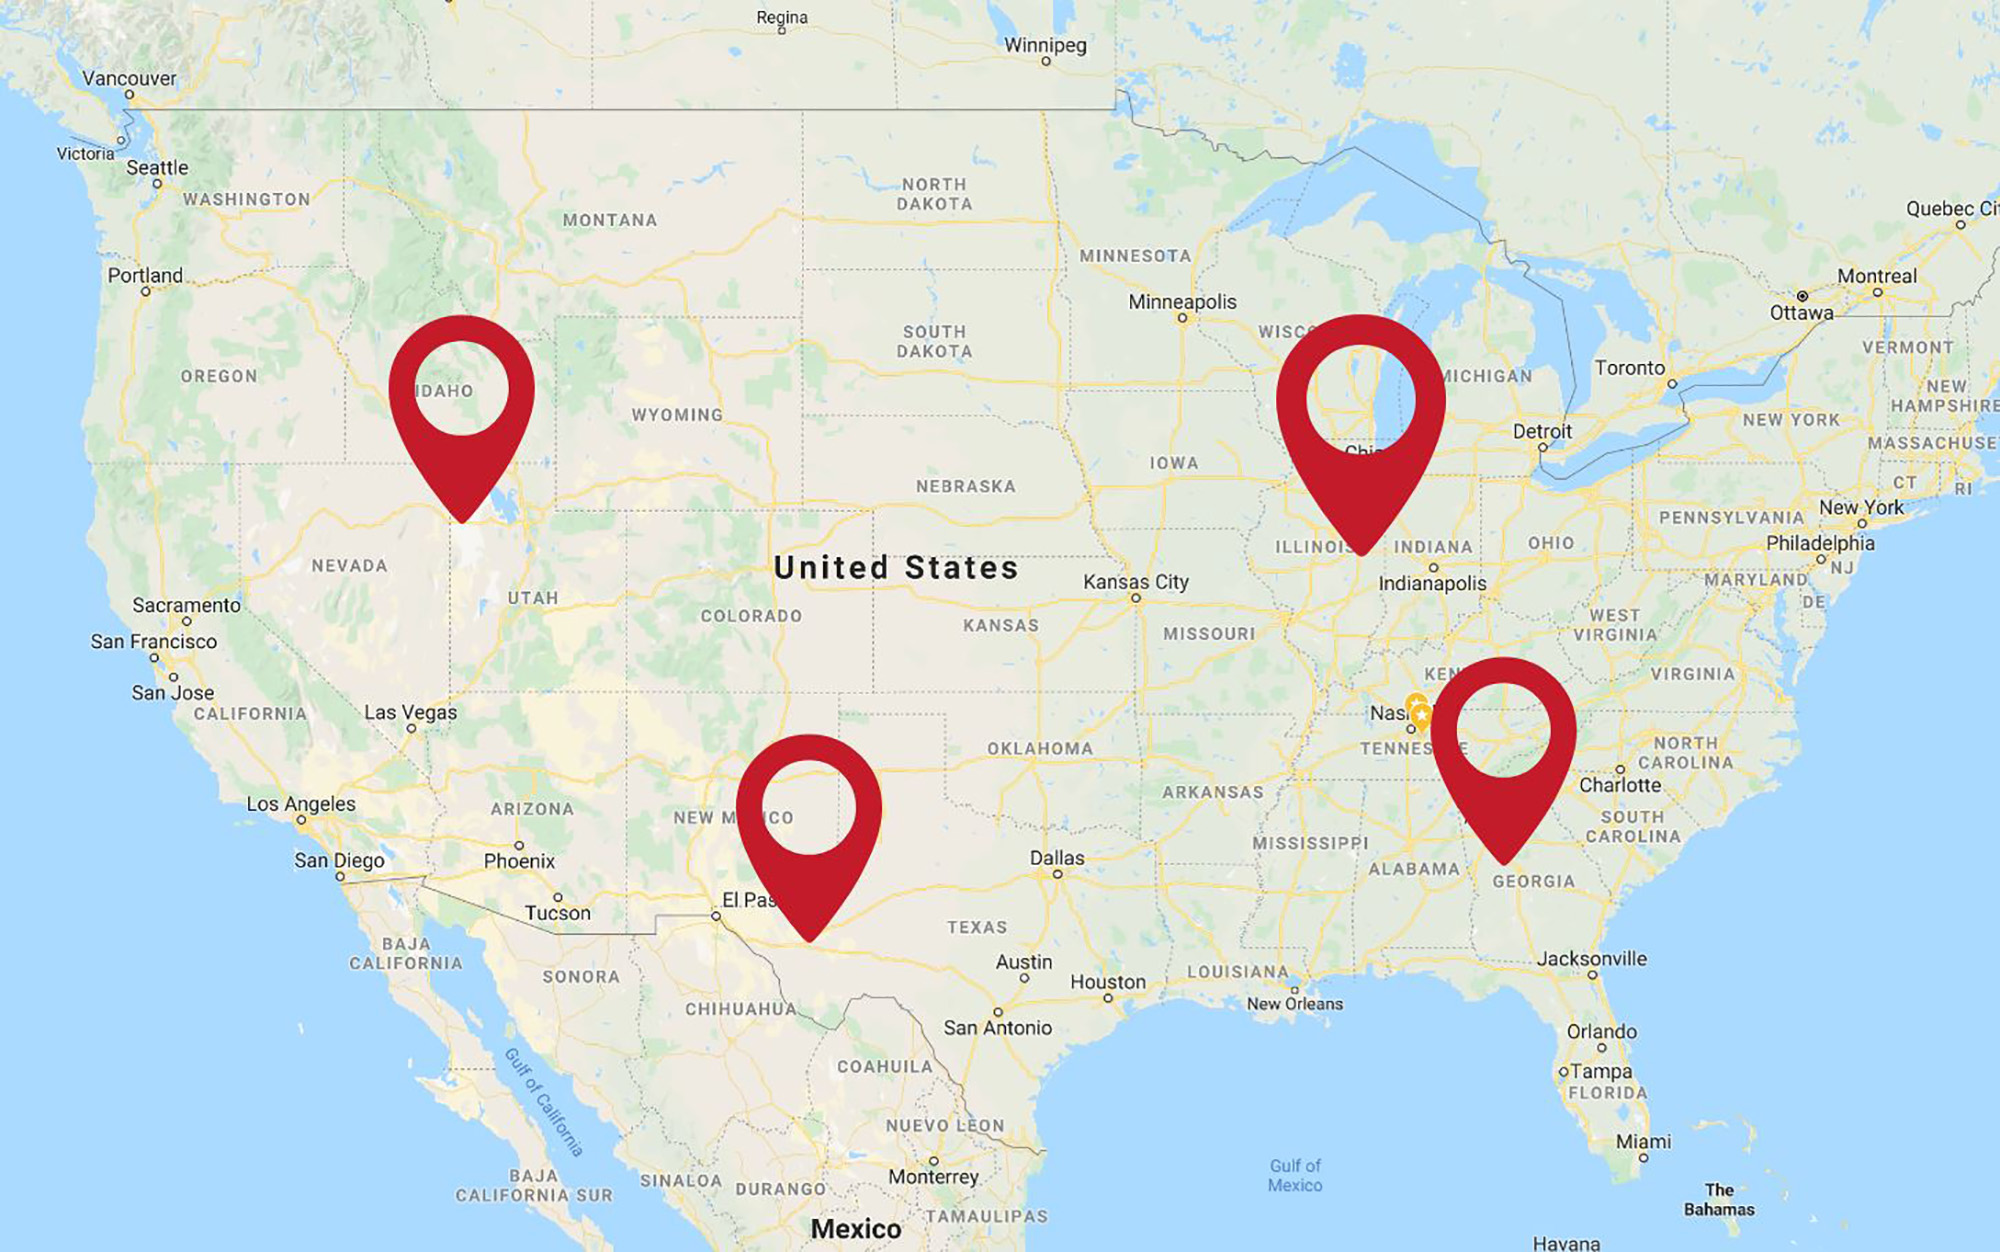 Regina
Winnipeg
Vancouver
Victoria
Seattle
WASHINGTON
MONTANA
NORTH
DAKOTA
Quebec Cit
Portland
MINNESOTA
Montreal
Ottawa
Minneapolis
SOUTH
DAKOTA
WISC
VERMONT
Toronto
OREGON
IDAHO
MICHIGAN
NEW
HAMPSHIRE
WYOMING
NEW YORK
Detroit
MASSACHUSE
Chic
IOWA
NEBRASKA
CT
RI
New York
PENNSYLVANIA
Philadelphia
NJ
NEVADA
United States
ILLINOIS
INDIANA
OHIO
Indianapolis
Kansas City
MARYLAND
DE
UTAH
COLORADO
KANSAS
MISSOURI
WEST
VIRGINIA
Sacramento
San Francisco
San Jose
KEN
VIRGINIA
CALIFORNIA
Las Vegas
Nas
TENNES
E
OKLAHOMA
NORTH
CAROLINA
Charlotte
Los Angeles
ARIZONA
NEW M
CO
ARKANSAS
SOUTH
CAROLINA
San Diego
Phoenix
Dallas
MISSISSIPPI
ALABAMA
GEORGIA
Tucson
El Pas
TEXAS
BAJA
CALIFORNIA
SONORA
Austin
Houston
LOUISIANA
New Orleans
Jacksonville
CHIHUAHUA
San Antonio
Orlando
Tampa
FLORIDA
COAHUILA
Gulf of California
NUEVO LEON
Miami
Monterrey
Gulf of
Mexico
BAJA
CALIFORNIA SUR
SINALOA
DURANGO
TAMAULIPAS
The
Bahamas
Mexico
Havana